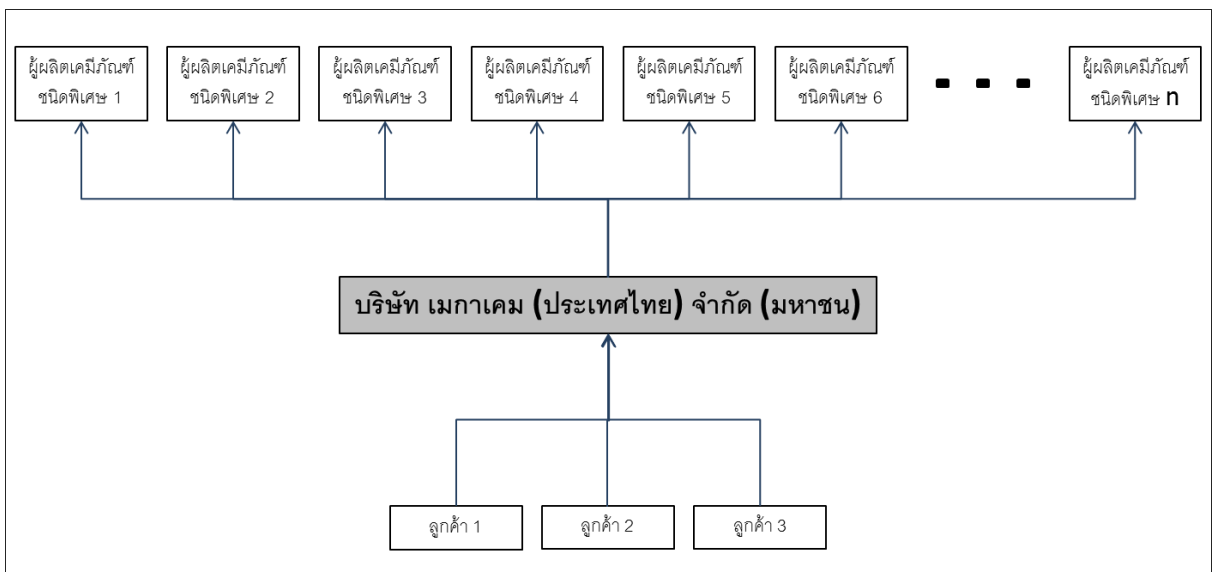 ผู้ผลิตเคมีภัณฑ์
ชนิดพิเศษ 1
ผู้ผลิตเคมีภัณฑ์
ชนิดพิเศษ 2
ผู้ผลิตเคมีภัณฑ์
ชนิดพิเศษ 3
ผู้ผลิตเคมีภัณฑ์
ชนิดพิเศษ 4
ผู้ผลิตเคมีภัณฑ์
ชนิดพิเศษ 5
ผู้ผลิตเคมีภัณฑ์
ชนิดพิเศษ 6
- - -
ผู้ผลิตเคมีภัณฑ์
ชนิดพิเศษ n
บริษัท เมกาเคม (ประเทศไทย) จำกัด (มหาชน)
ลูกค้า 1
ลูกค้า 2
ลูกค้า 3